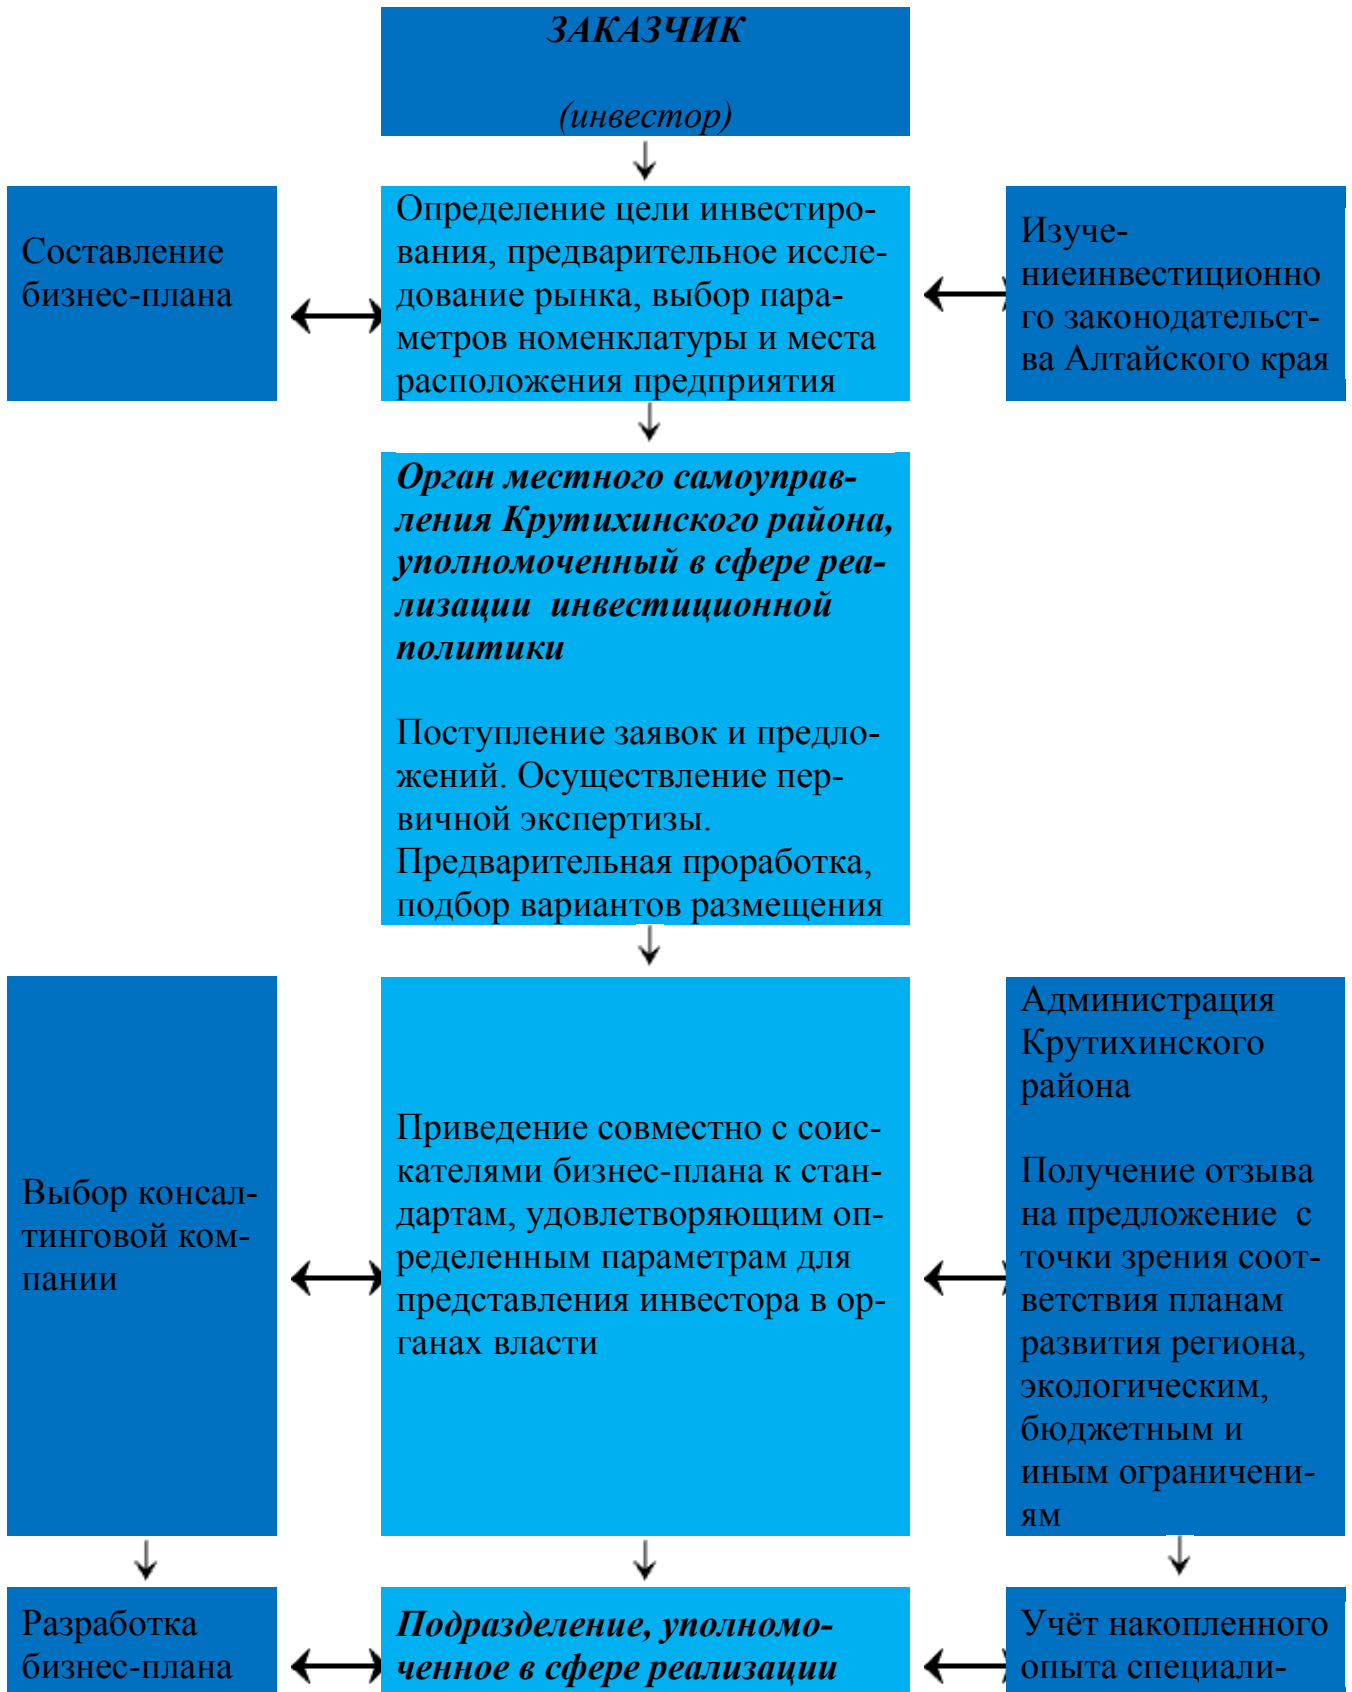 ЗАКАЗЧИК
(инвестор)
Составление
бизнес-плана
Определение цели инвестиро-
вания, предварительное иссле-
дование рынка, выбор пара-
метров номенклатуры и места
расположения предприятия
Изуче-
ниеинвестиционно
го законодательст-
ва Алтайского края
Орган местного самоуправ-
ления Крутихинского района,
уполномоченный в сфере реа-
лизации инвестиционной
политики
Поступление заявок и предло-
жений. Осуществление пер-
вичной экспертизы.
Предварительная проработка,
подбор вариантов размещения
Выбор консал-
тинговой ком-
пании
Приведение совместно с соис-
кателями бизнес-плана к стан-
дартам, удовлетворяющим оп-
ределенным параметрам для
представления инвестора в ор-
ганах власти
Администрация
Крутихинского
района
Получение отзыва
на предложение с
точки зрения соот-
ветствия планам
развития региона,
экологическим,
бюджетным и
иным ограничени-
ям
Разработка
бизнес-плана
Подразделение, уполномо-
ченное в сфере реализации
Учёт накопленного
опыта специали-